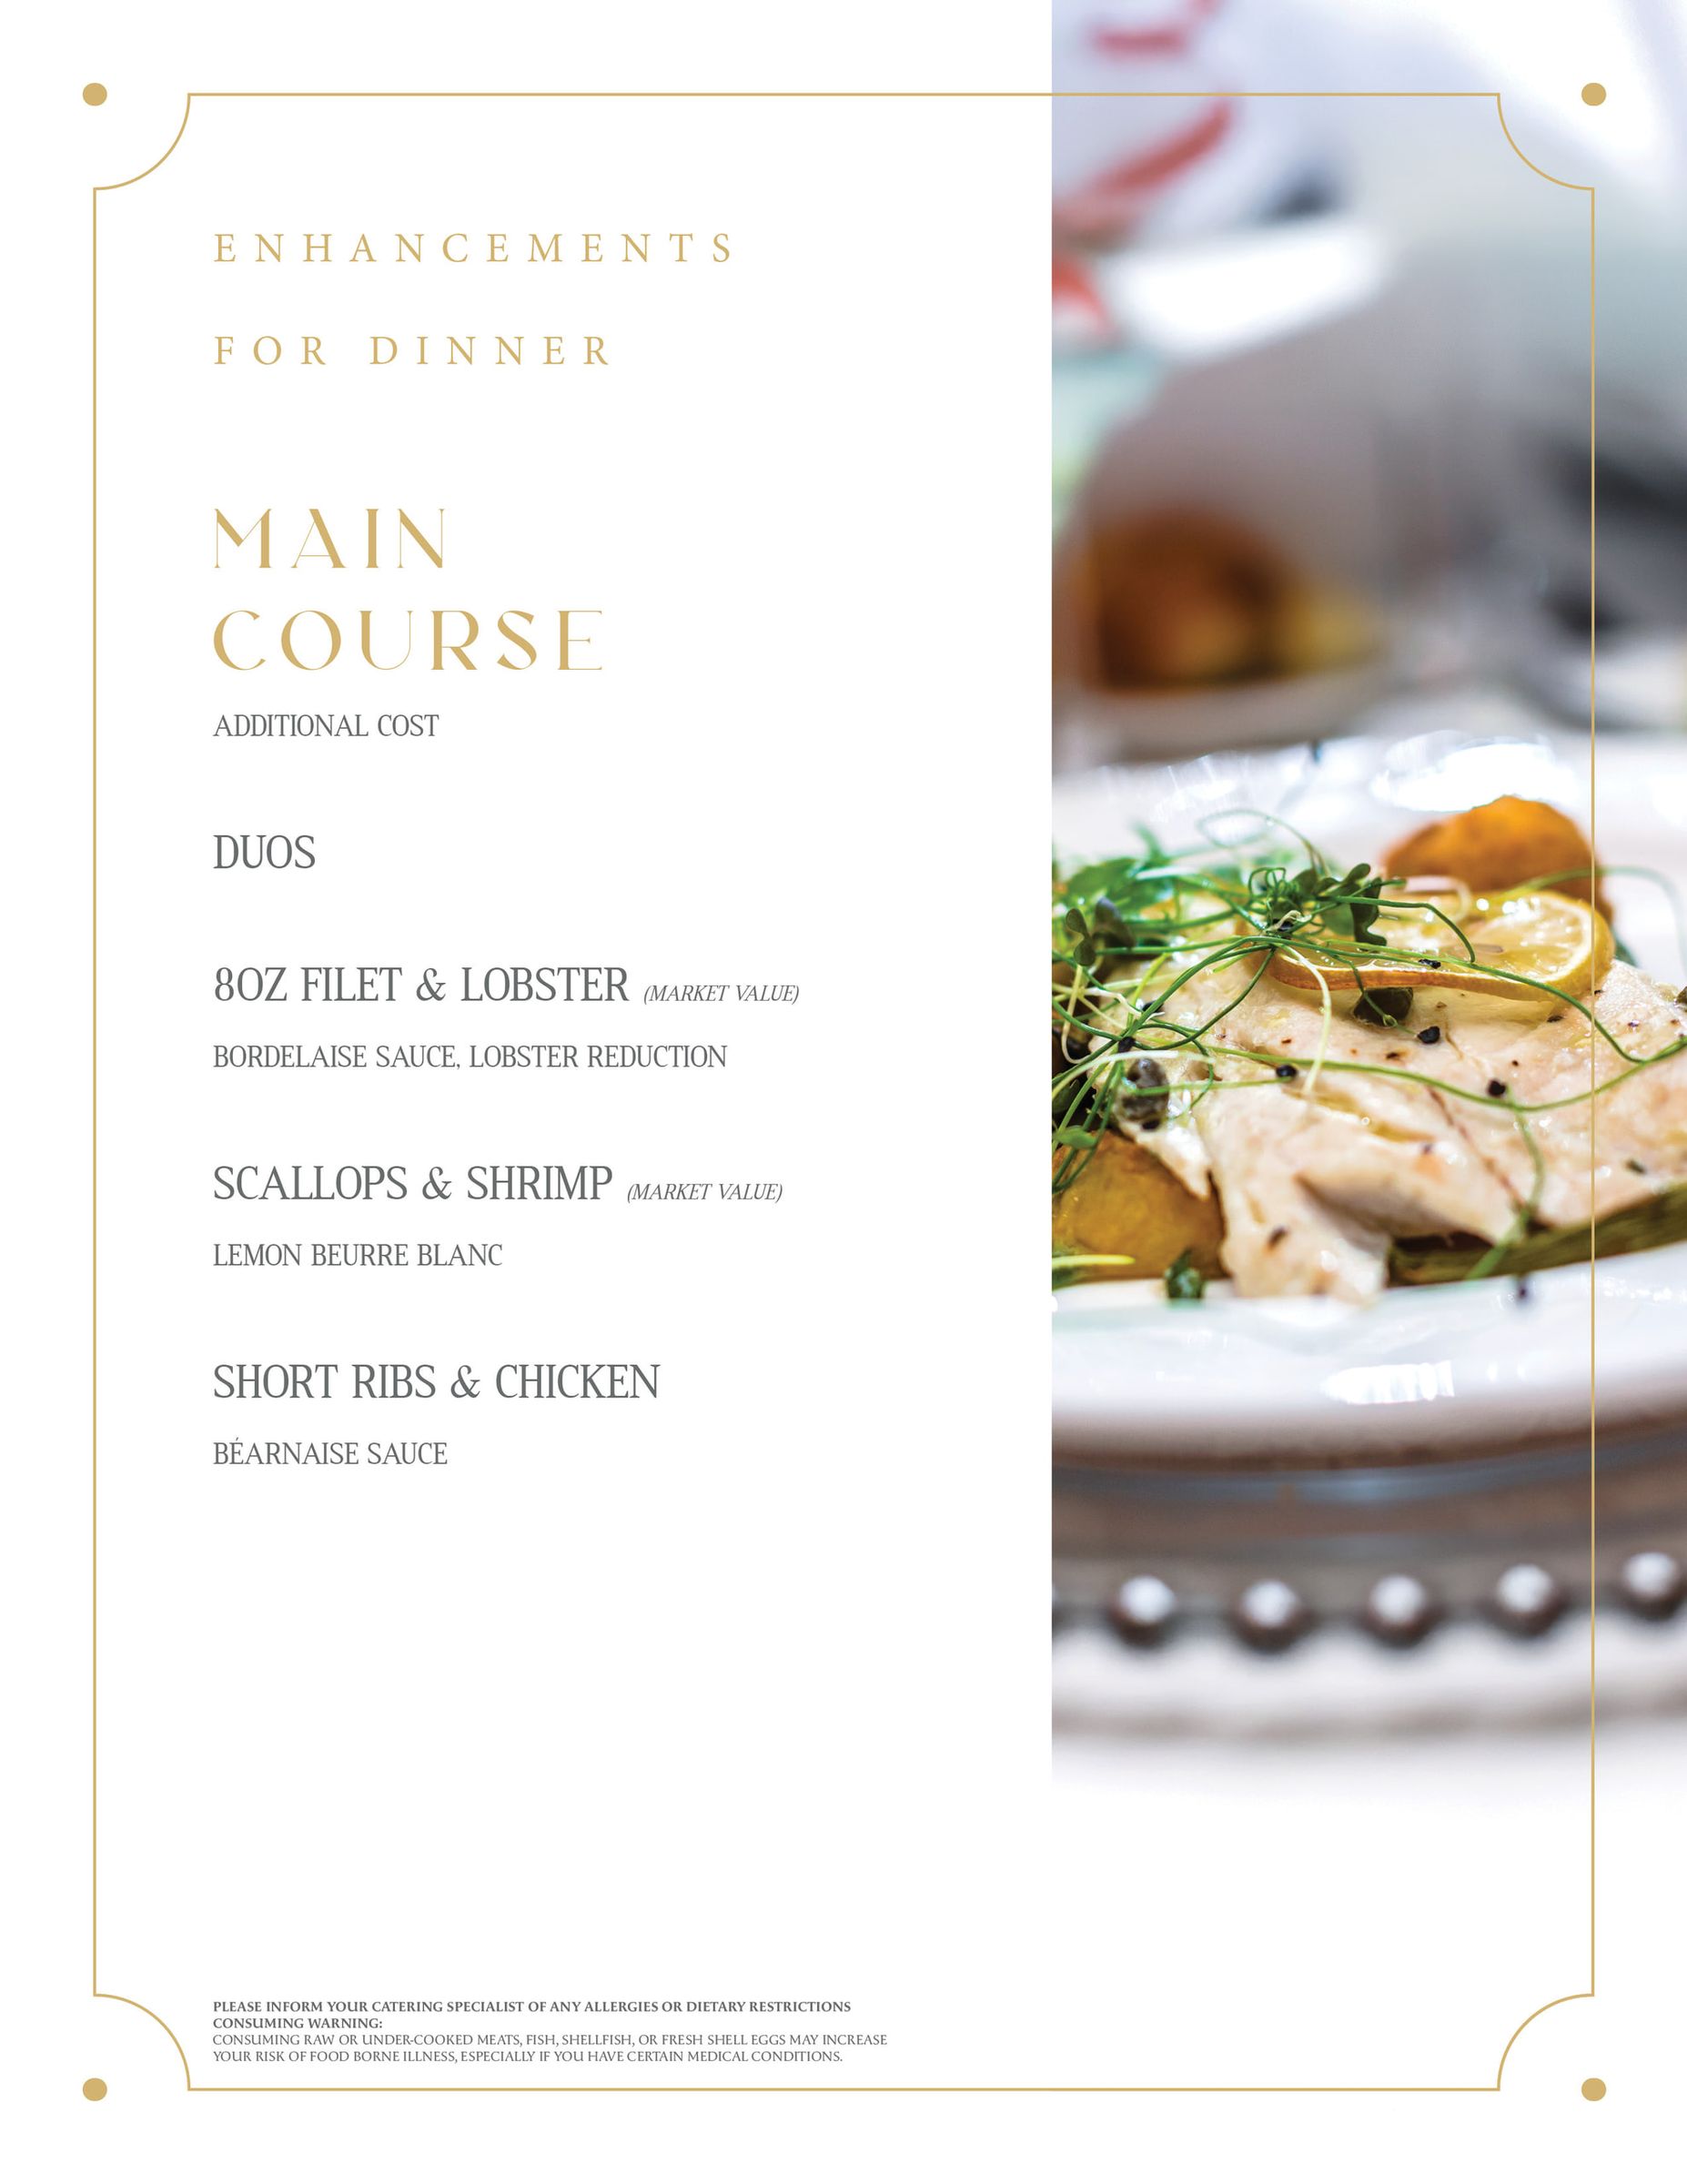 ENHANCEMENTS
FOR DINNER
MAIN
COURSE
ADDITIONAL COST
DUOS
8OZ FILET & LOBSTER (MARKET VALUE)
BORDELAISE SAUCE, LOBSTER REDUCTION
SCALLOPS & SHRIMP (MARKET VALUE)
LEMON BEURRE BLANC
SHORT RIBS & CHICKEN
BÉARNAISE SAUCE
PLEASE INFORM YOUR CATERING SPECIALIST OF ANY ALLERGIES OR DIETARY RESTRICTIONS
CONSUMING WARNING:
CONSUMING RAW OR UNDER-COOKED MEATS, FISH, SHELLFISH, OR FRESH SHELL EGGS MAY INCREASE
YOUR RISK OF FOOD BORNE ILLNESS, ESPECIALLY IF YOU HAVE CERTAIN MEDICAL CONDITIONS.